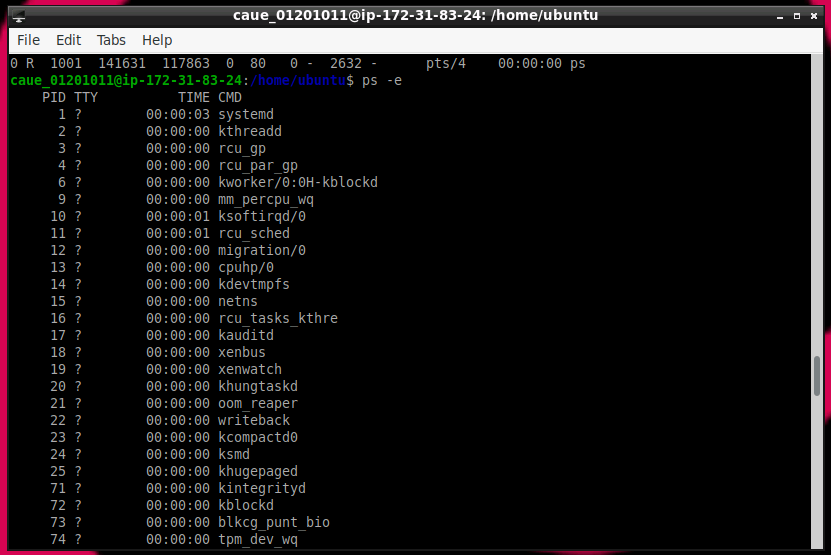 caue_01201011@ip-172-31-83-24: /home/ubuntu
File Edit Tabs Help
0 R  1001  141631  117863  0  80   0 -  2632 -      pts/4    00:00:00 ps
caue_01201011@ip-172-31-83-24:/home/ubuntu$ ps -e
    PID TTY          TIME CMD
      1 ?        00:00:03 systemd
      2 ?        00:00:00 kthreadd
      3 ?        00:00:00 rcu_gp
      4 ?        00:00:00 rcu_par_gp
      6 ?        00:00:00 kworker/0:0H-kblockd
      9 ?        00:00:00 mm_percpu_wq
     10 ?        00:00:01 ksoftirqd/0
     11 ?        00:00:01 rcu_sched
     12 ?        00:00:00 migration/0
     13 ?        00:00:00 cpuhp/0
     14 ?        00:00:00 kdevtmpfs
     15 ?        00:00:00 netns
     16 ?        00:00:00 rcu_tasks_kthre
     17 ?        00:00:00 kauditd
     18 ?        00:00:00 xenbus
     19 ?        00:00:00 xenwatch
     20 ?        00:00:00 khungtaskd
     21 ?        00:00:00 oom_reaper
     22 ?        00:00:00 writeback
     23 ?        00:00:00 kcompactd0
     24 ?        00:00:00 ksmd
     25 ?        00:00:00 khugepaged
     71 ?        00:00:00 kintegrityd
     72 ?        00:00:00 kblockd
     73 ?        00:00:00 blkcg_punt_bio
     74 ?        00:00:00 tpm_dev_wq